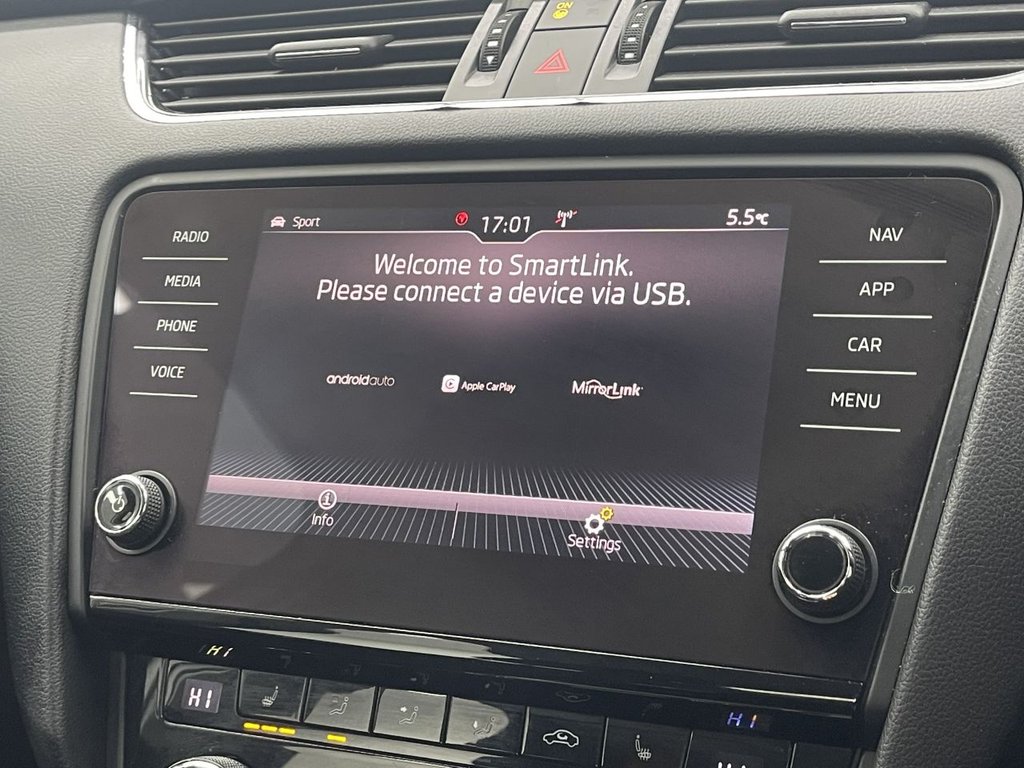 ON
Sport
17:01
5.5°C
RADIO
MEDIA
PHONE
VOICE
Welcome to SmartLink.
Please connect a device via USB.
androidauto
Apple CarPlay
MirrorLink
Info
Settings
NAV
APP
CAR
MENU
HI
HI
HI